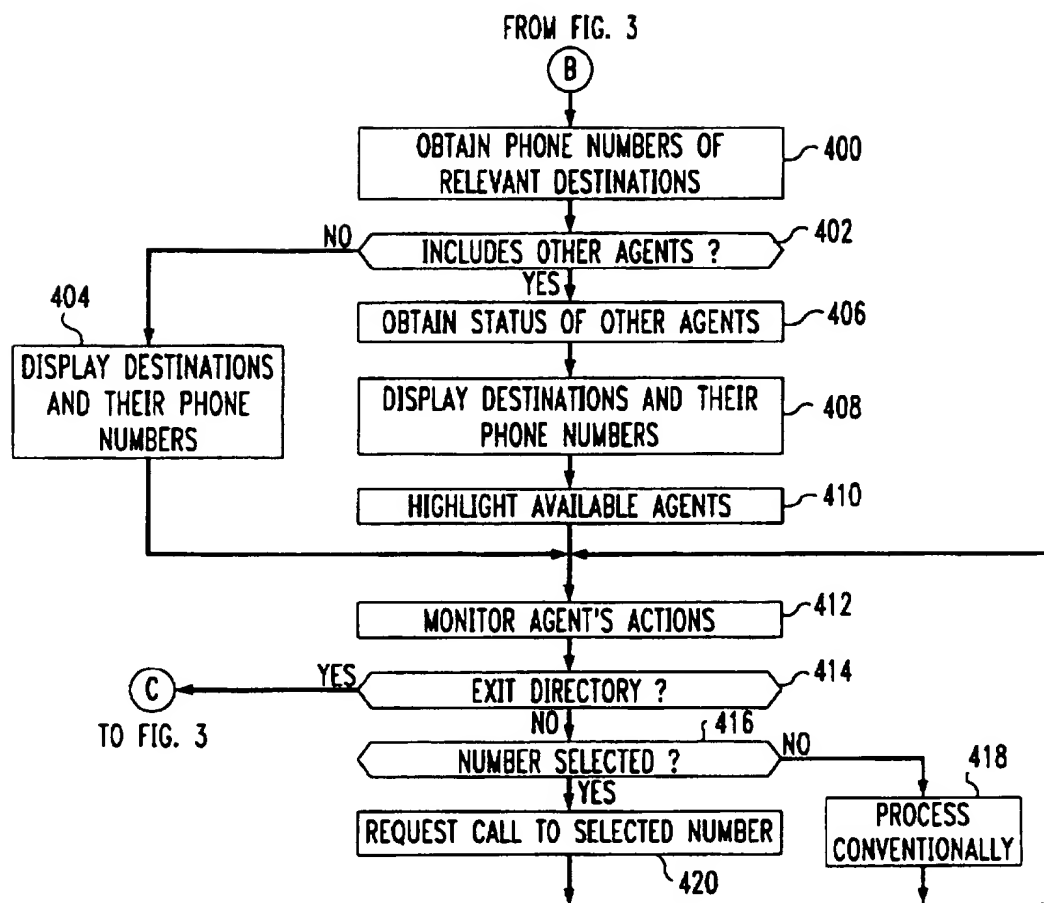 FROM FIG. 3
B
OBTAIN PHONE NUMBERS OF
RELEVANT DESTINATIONS
400
NO
INCLUDES OTHER AGENTS ?
402
YES
404
OBTAIN STATUS OF OTHER AGENTS
406
DISPLAY DESTINATIONS
AND THEIR PHONE
NUMBERS
DISPLAY DESTINATIONS AND THEIR
PHONE NUMBERS
408
HIGHLIGHT AVAILABLE AGENTS
410
MONITOR AGENT'S ACTIONS
412
C
TO FIG. 3
YES
EXIT DIRECTORY ?
414
NO
416
NUMBER SELECTED ?
NO
YES
418
REQUEST CALL TO SELECTED NUMBER
420
PROCESS
CONVENTIONALLY